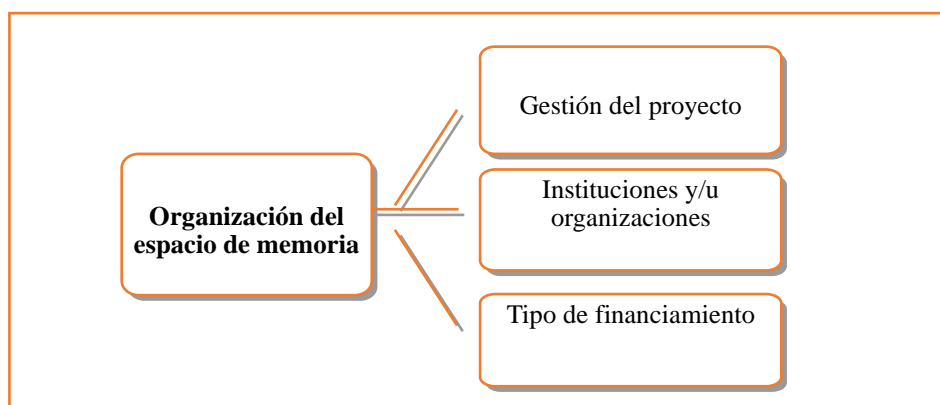 Organización del
espacio de memoria
Gestión del proyecto
Instituciones y/u
organizaciones
Tipo de financiamiento